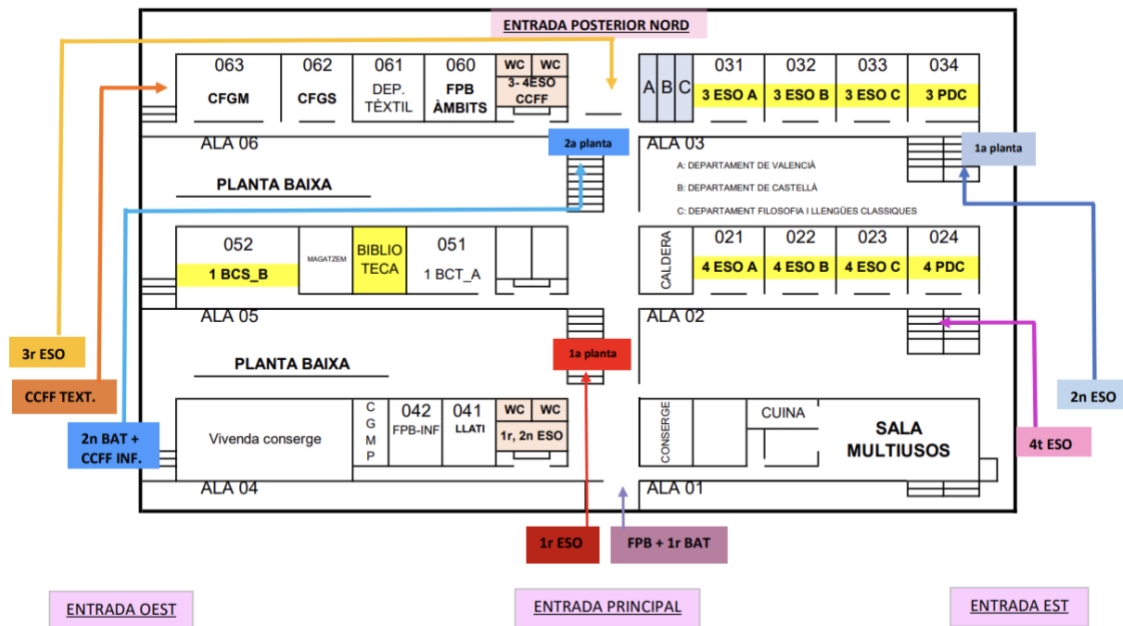 ENTRADA POSTERIOR NORD
063
CFGM
062
CFGS
061
DEP.
TÈXTIL
060
FPB
ÀMBITS
WC
WC
3- 4ESO
CCFF
A
B
C
031
3 ESO A
032
3 ESO B
033
3 ESO C
034
3 PDC
ALA 06
2a planta
ALA 03
1a planta
A: DEPARTAMENT DE VALENCIÀ
B: DEPARTAMENT DE CASTELLÀ
C: DEPARTAMENT FILOSOFIA I LLENGÜES CLASSIQUES
PLANTA BAIXA
052
1 BCS_B
MAGATZEM
BIBLIO
TECA
051
1 BCT_A
CALDERA
021
4 ESO A
022
4 ESO B
023
4 ESO C
024
4 PDC
ALA 05
ALA 02
3r ESO
1a planta
PLANTA BAIXA
CCFF TEXT.
2n ESO
2n BAT +
CCFF INF.
Vivenda conserge
C
G
M
P
042
FPB-INF
041
LLATI
WC
WC
1r, 2n ESO
CONSERGE
CUINA
SALA
MULTIUSOS
4t ESO
ALA 04
ALA 01
1r ESO
FPB + 1r BAT
ENTRADA OEST
ENTRADA PRINCIPAL
ENTRADA EST